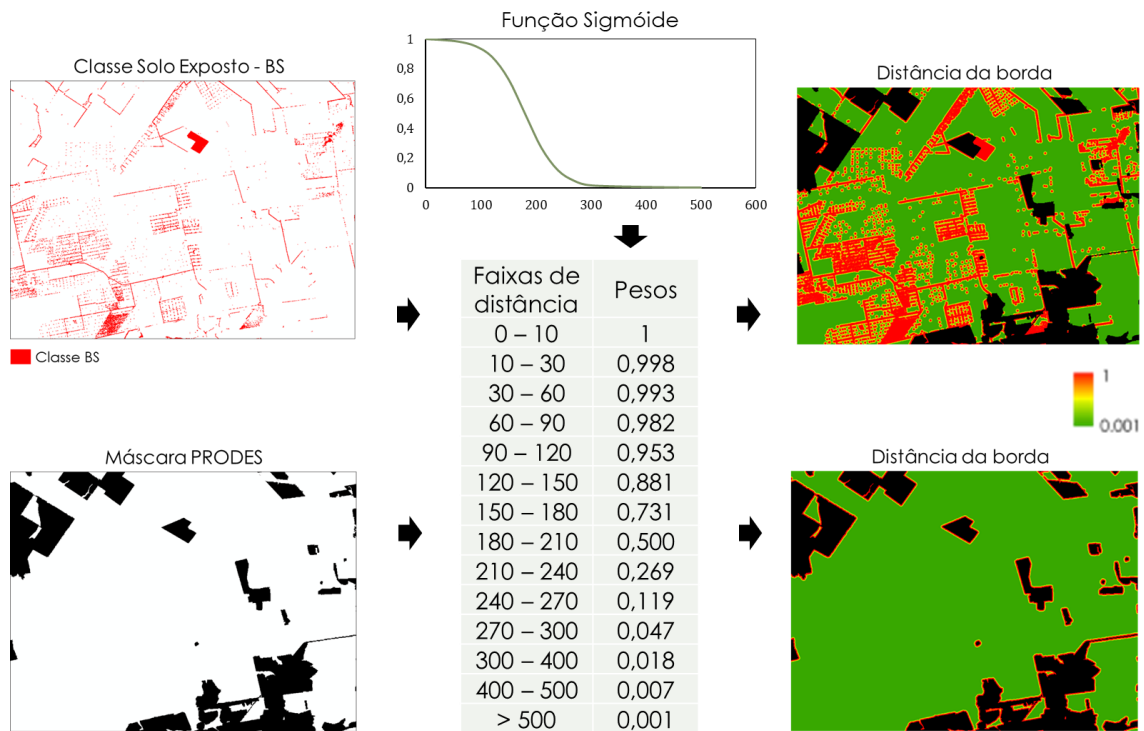 Função Sigmóide
1
0,8
0,6
0,4
0,2
0
0 100 200 300 400 500 600
Classe Solo Exposto - BS
Classe BS
Distância da borda
1
0.001
Faixas de distância Pesos
0 – 10 1
10 – 30 0,998
30 – 60 0,993
60 – 90 0,982
90 – 120 0,953
120 – 150 0,881
150 – 180 0,731
180 – 210 0,500
210 – 240 0,269
240 – 270 0,119
270 – 300 0,047
300 – 400 0,018
400 – 500 0,007
> 500 0,001
Máscara PRODES
Distância da borda